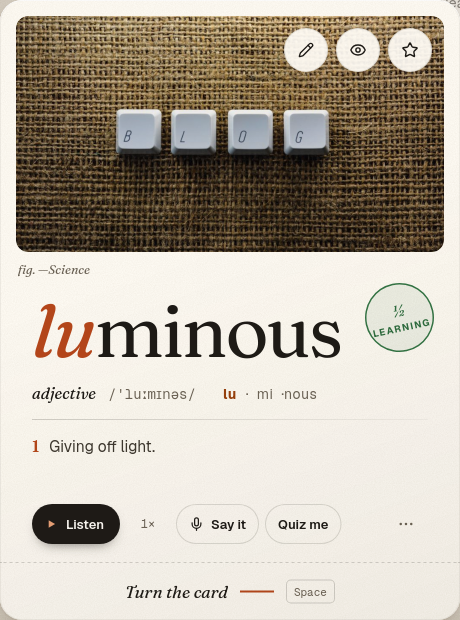 B L O G
fig. —Science
luminous
½
LEARNING
adjective /ˈluːmɪnəs/ lu · mi ·nous
1 Giving off light.
Listen 1× Say it Quiz me ···
Turn the card Space